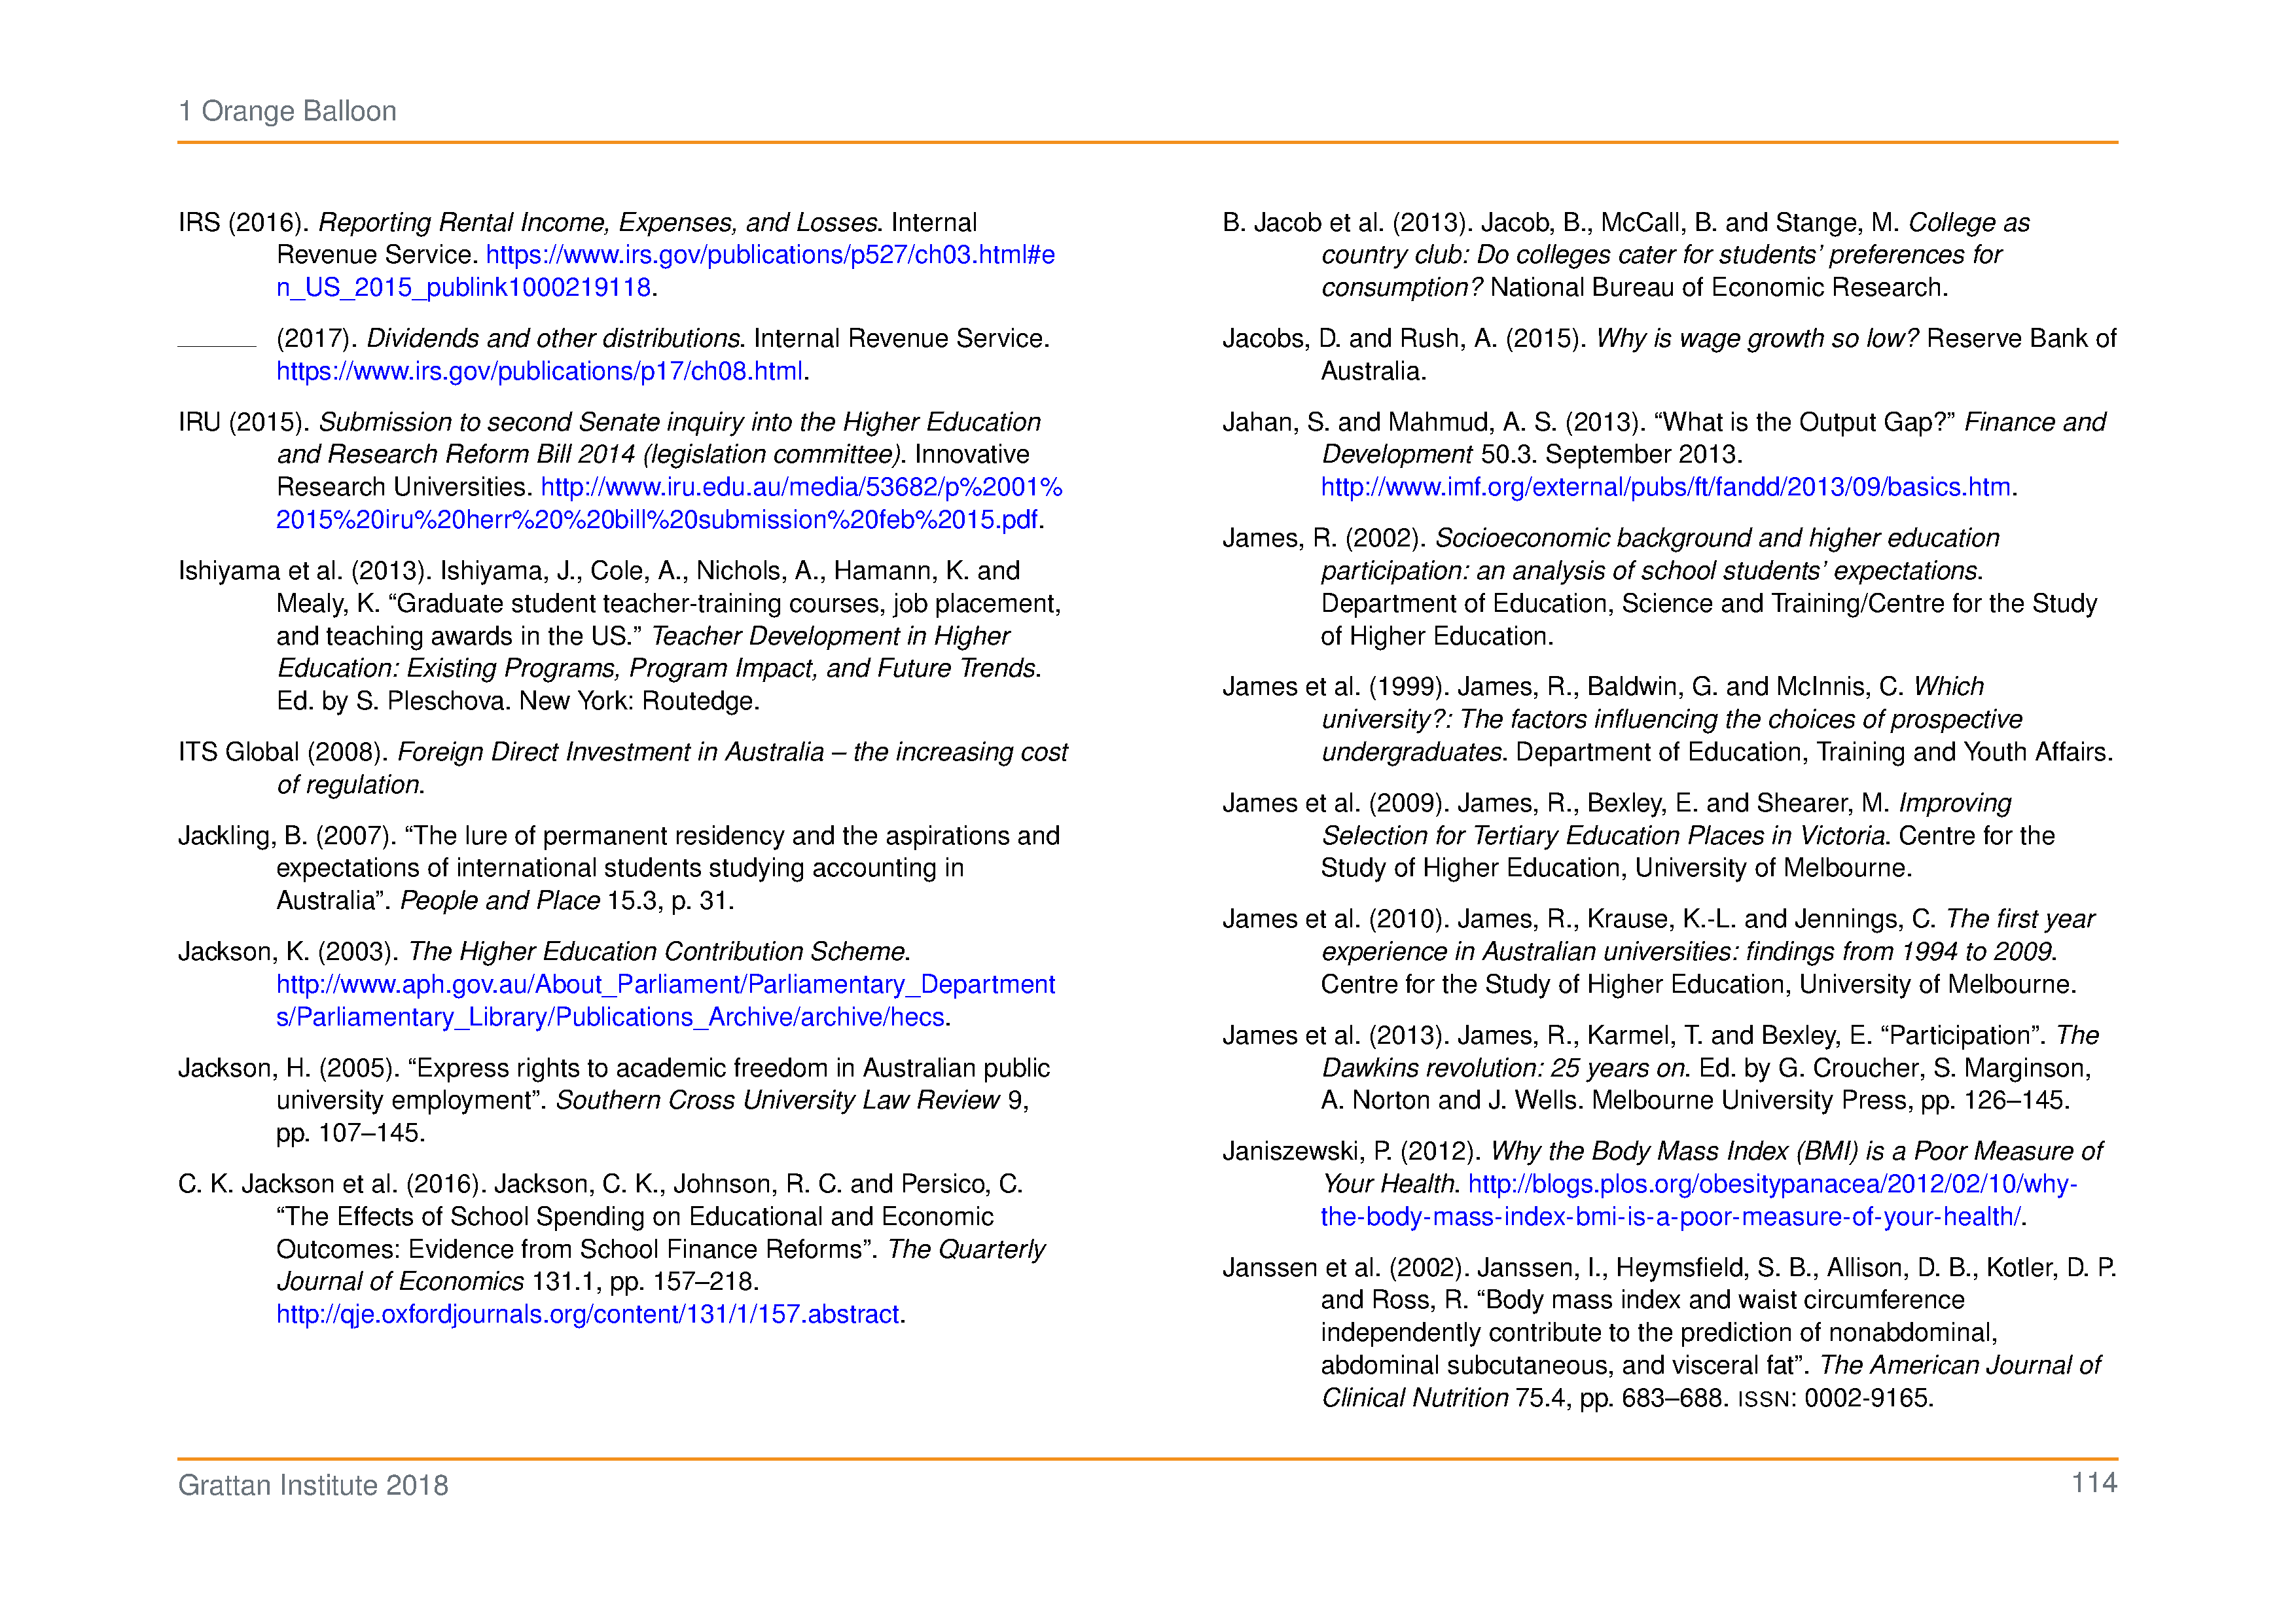 1 Orange Balloon
IRS (2016). Reporting Rental Income, Expenses, and Losses. Internal
Revenue Service. https://www.irs.gov/publications/p527/ch03.html#e
n_US_2015_publink1000219118.
______ (2017). Dividends and other distributions. Internal Revenue Service.
https://www.irs.gov/publications/p17/ch08.html.
IRU (2015). Submission to second Senate inquiry into the Higher Education
and Research Reform Bill 2014 (legislation committee). Innovative
Research Universities. http://www.iru.edu.au/media/53682/p%2001%
2015%20iru%20herr%20%20bill%20submission%20feb%2015.pdf.
Ishiyama et al. (2013). Ishiyama, J., Cole, A., Nichols, A., Hamann, K. and
Mealy, K. “Graduate student teacher-training courses, job placement,
and teaching awards in the US.” Teacher Development in Higher
Education: Existing Programs, Program Impact, and Future Trends.
Ed. by S. Pleschova. New York: Routedge.
ITS Global (2008). Foreign Direct Investment in Australia – the increasing cost
of regulation.
Jackling, B. (2007). “The lure of permanent residency and the aspirations and
expectations of international students studying accounting in
Australia”. People and Place 15.3, p. 31.
Jackson, K. (2003). The Higher Education Contribution Scheme.
http://www.aph.gov.au/About_Parliament/Parliamentary_Department
s/Parliamentary_Library/Publications_Archive/archive/hecs.
Jackson, H. (2005). “Express rights to academic freedom in Australian public
university employment”. Southern Cross University Law Review 9,
pp. 107–145.
C. K. Jackson et al. (2016). Jackson, C. K., Johnson, R. C. and Persico, C.
“The Effects of School Spending on Educational and Economic
Outcomes: Evidence from School Finance Reforms”. The Quarterly
Journal of Economics 131.1, pp. 157–218.
http://qje.oxfordjournals.org/content/131/1/157.abstract.
B. Jacob et al. (2013). Jacob, B., McCall, B. and Stange, M. College as
country club: Do colleges cater for students’ preferences for
consumption? National Bureau of Economic Research.
Jacobs, D. and Rush, A. (2015). Why is wage growth so low? Reserve Bank of
Australia.
Jahan, S. and Mahmud, A. S. (2013). “What is the Output Gap?” Finance and
Development 50.3. September 2013.
http://www.imf.org/external/pubs/ft/fandd/2013/09/basics.htm.
James, R. (2002). Socioeconomic background and higher education
participation: an analysis of school students’ expectations.
Department of Education, Science and Training/Centre for the Study
of Higher Education.
James et al. (1999). James, R., Baldwin, G. and McInnis, C. Which
university?: The factors influencing the choices of prospective
undergraduates. Department of Education, Training and Youth Affairs.
James et al. (2009). James, R., Bexley, E. and Shearer, M. Improving
Selection for Tertiary Education Places in Victoria. Centre for the
Study of Higher Education, University of Melbourne.
James et al. (2010). James, R., Krause, K.-L. and Jennings, C. The first year
experience in Australian universities: findings from 1994 to 2009.
Centre for the Study of Higher Education, University of Melbourne.
James et al. (2013). James, R., Karmel, T. and Bexley, E. “Participation”. The
Dawkins revolution: 25 years on. Ed. by G. Croucher, S. Marginson,
A. Norton and J. Wells. Melbourne University Press, pp. 126–145.
Janiszewski, P. (2012). Why the Body Mass Index (BMI) is a Poor Measure of
Your Health. http://blogs.plos.org/obesitypanacea/2012/02/10/why-
the-body-mass-index-bmi-is-a-poor-measure-of-your-health/.
Janssen et al. (2002). Janssen, I., Heymsfield, S. B., Allison, D. B., Kotler, D. P.
and Ross, R. “Body mass index and waist circumference
independently contribute to the prediction of nonabdominal,
abdominal subcutaneous, and visceral fat”. The American Journal of
Clinical Nutrition 75.4, pp. 683–688. ISSN: 0002-9165.
Grattan Institute 2018
114